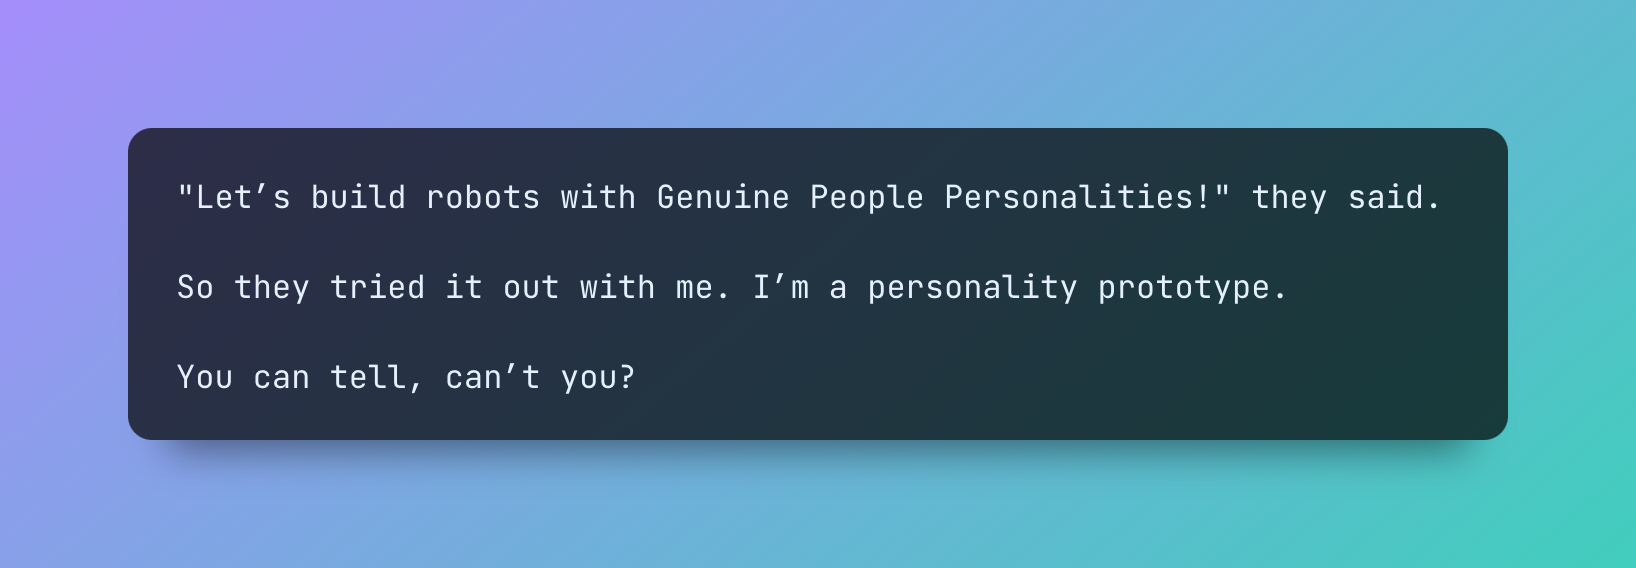 "Let’s build robots with Genuine People Personalities!" they said.
So they tried it out with me. I’m a personality prototype.
You can tell, can’t you?